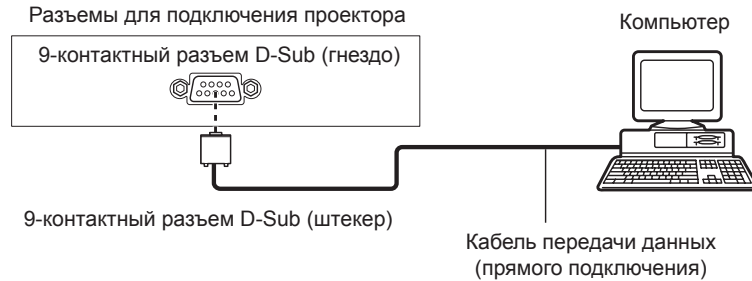 Разъемы для подключения проектора
Компьютер
9-контактный разъем D-Sub (гнездо)
9-контактный разъем D-Sub (штекер)
Кабель передачи данных
(прямого подключения)